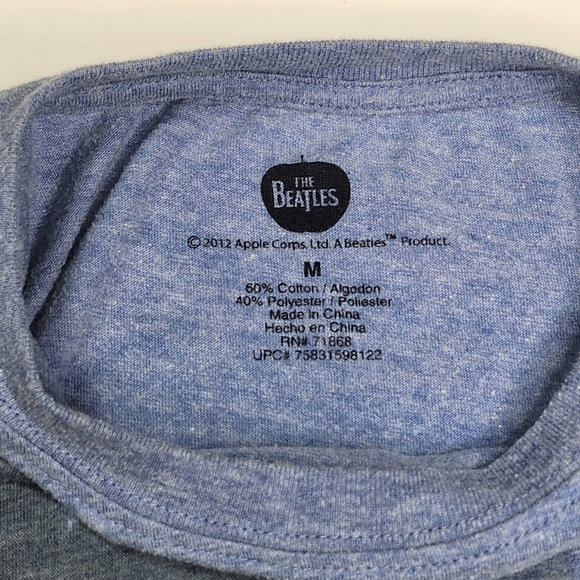 THE
BEATLES
© 2012 Apple Corps, Ltd. A Beatles™ Product.
M
60% Cotton / Algodon
40% Polyester / Poliester
Made in China
Hecho en China
RN# 71868
UPC# 75831598122